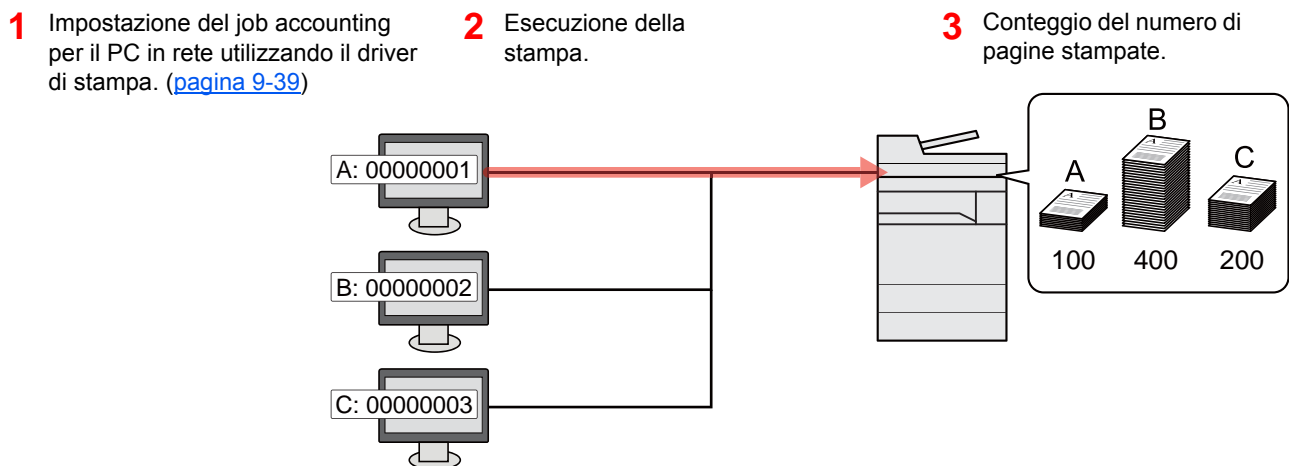 1 Impostazione del job accounting
per il PC in rete utilizzando il driver
di stampa. (pagina 9-39)
2 Esecuzione della
stampa.
3 Conteggio del numero di
pagine stampate.
A: 00000001
B: 00000002
C: 00000003
A
B
C
100
400
200